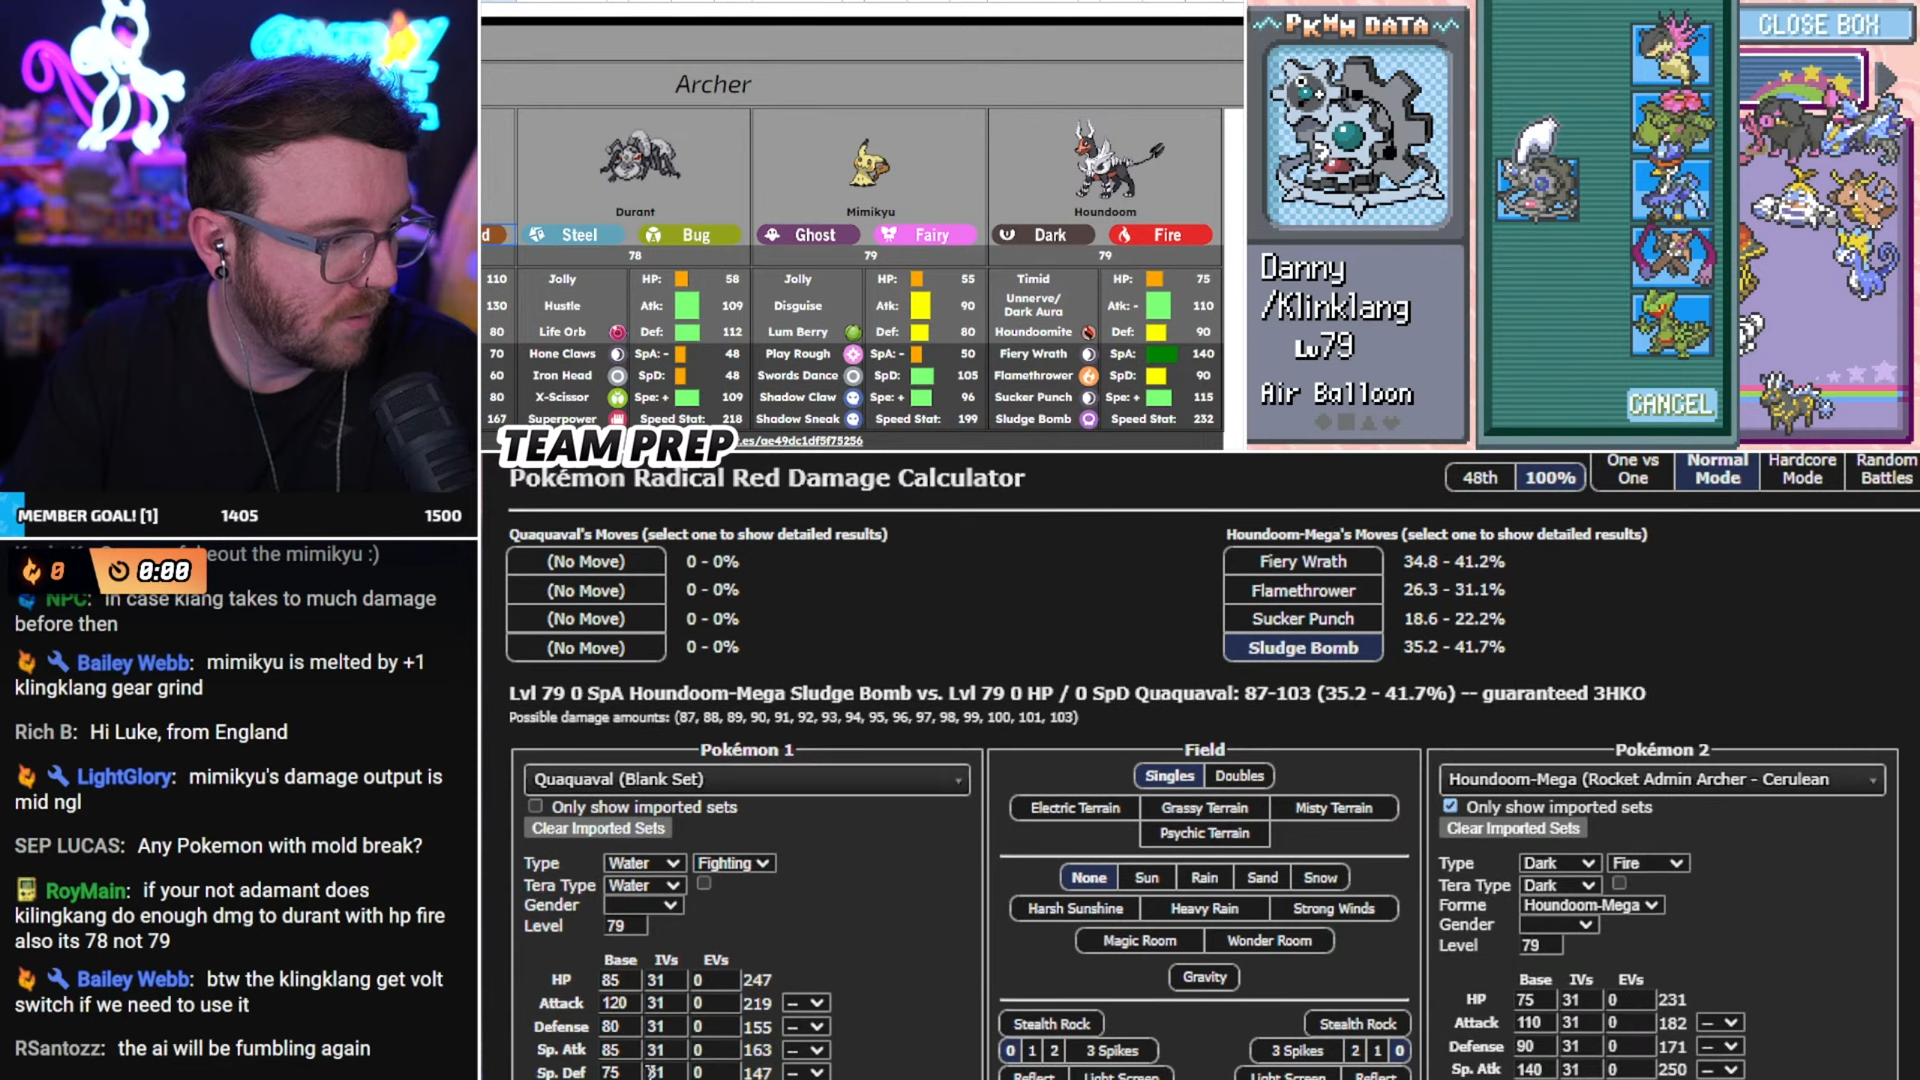 Archer
Durant
Mimikyu
Houndoom
d
Steel
Bug
Ghost
Fairy
Dark
Fire
78
79
79
110 Jolly HP: 58 Jolly HP: 55 Timid HP: 75
130 Hustle Atk: 109 Disguise Atk: 90 Unnerve/ Atk: - 110
Dark Aura
80 Life Orb Def: 112 Lum Berry Def: 80 Houndoomite Def: 90
70 Hone Claws SpA: - 48 Play Rough SpA: - 50 Fiery Wrath SpA: 140
60 Iron Head SpD: 48 Swords Dance SpD: 105 Flamethrower SpD: 90
80 X-Scissor Spe: + 109 Shadow Claw Spe: + 96 Sucker Punch Spe: + 115
167 Superpower Speed Stat: 218 Shadow Sneak Speed Stat: 199 Sludge Bomb Speed Stat: 232
.es/ae49dc1df5f75256
TEAM PREP
PKMN DATA
Danny
/Klinklang
Lv79
Air Balloon
CANCEL
CLOSE BOX
MEMBER GOAL! [1] 1405 1500
0 0:00
eout the mimikyu :)
NPC: in case klang takes to much damage
before then
Bailey Webb: mimikyu is melted by +1
klingklang gear grind
Rich B: Hi Luke, from England
LightGlory: mimikyu's damage output is
mid ngl
SEP LUCAS: Any Pokemon with mold break?
RoyMain: if your not adamant does
kilingkang do enough dmg to durant with hp fire
also its 78 not 79
Bailey Webb: btw the klingklang get volt
switch if we need to use it
RSantozz: the ai will be fumbling again
Pokémon Radical Red Damage Calculator
48th 100%
One vs
One
Normal
Mode
Hardcore
Mode
Random
Battles
Quaquaval's Moves (select one to show detailed results)
(No Move) 0 - 0%
(No Move) 0 - 0%
(No Move) 0 - 0%
(No Move) 0 - 0%
Houndoom-Mega's Moves (select one to show detailed results)
Fiery Wrath 34.8 - 41.2%
Flamethrower 26.3 - 31.1%
Sucker Punch 18.6 - 22.2%
Sludge Bomb 35.2 - 41.7%
Lvl 79 0 SpA Houndoom-Mega Sludge Bomb vs. Lvl 79 0 HP / 0 SpD Quaquaval: 87-103 (35.2 - 41.7%) -- guaranteed 3HKO
Possible damage amounts: (87, 88, 89, 90, 91, 92, 93, 94, 95, 96, 97, 98, 99, 100, 101, 103)
Pokémon 1
Quaquaval (Blank Set)
Only show imported sets
Clear Imported Sets
Type Water Fighting
Tera Type Water
Gender
Level 79
Base IVs EVs
HP 85 31 0 247
Attack 120 31 0 219 --
Defense 80 31 0 155 --
Sp. Atk 85 31 0 163 --
Sp. Def 75 31 0 147 --
Field
Singles Doubles
Electric Terrain Grassy Terrain Misty Terrain
Psychic Terrain
None Sun Rain Sand Snow
Harsh Sunshine Heavy Rain Strong Winds
Magic Room Wonder Room
Gravity
Stealth Rock Stealth Rock
0 1 2 3 Spikes 3 Spikes 2 1 0
Reflect Light Screen Light Screen Reflect
Pokémon 2
Houndoom-Mega (Rocket Admin Archer - Cerulean
Only show imported sets
Clear Imported Sets
Type Dark Fire
Tera Type Dark
Forme Houndoom-Mega
Gender
Level 79
Base IVs EVs
HP 75 31 0 231
Attack 110 31 0 182 --
Defense 90 31 0 171 --
Sp. Atk 140 31 0 250 --